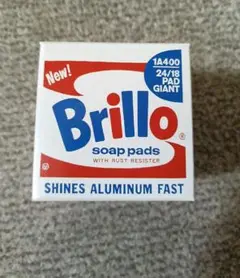 New!
1A400
24/18
PAD
GIANT
Brillo®
soap pads
WITH RUST RESISTER
SHINES ALUMINUM FAST